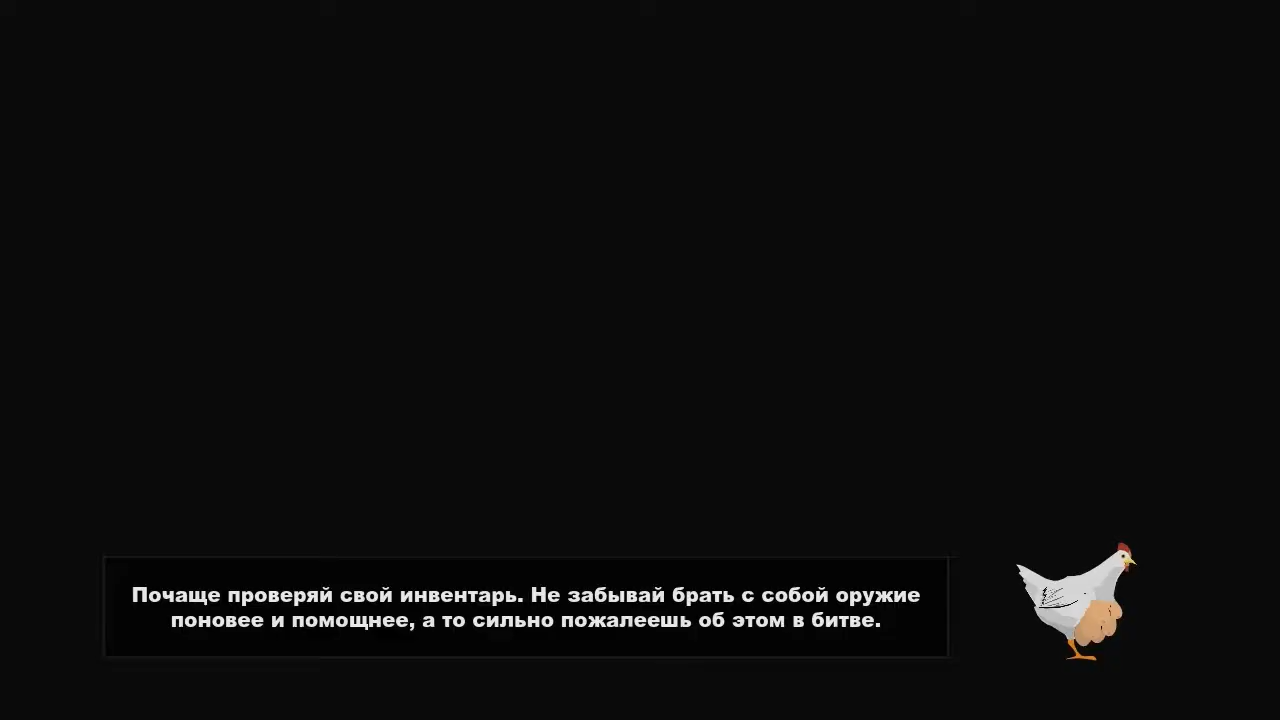 Почаще проверяй свой инвентарь. Не забывай брать с собой оружие
поновее и помощнее, а то сильно пожалеешь об этом в битве.